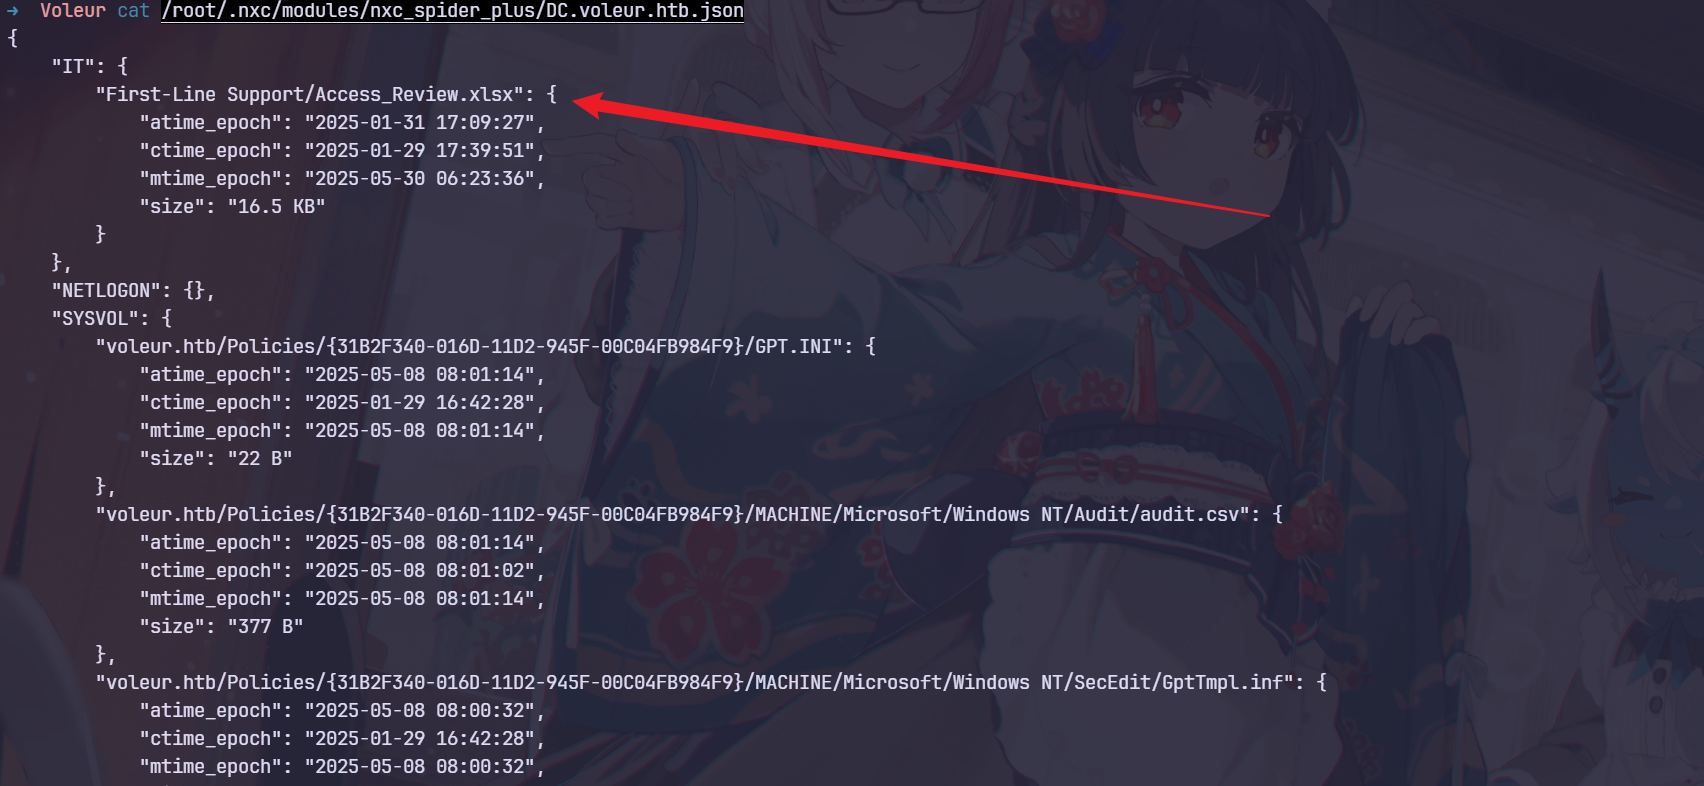 → Voleur cat /root/.nxc/modules/nxc_spider_plus/DC.voleur.htb.json
{
    "IT": {
        "First-Line Support/Access_Review.xlsx": {
            "atime_epoch": "2025-01-31 17:09:27",
            "ctime_epoch": "2025-01-29 17:39:51",
            "mtime_epoch": "2025-05-30 06:23:36",
            "size": "16.5 KB"
        }
    },
    "NETLOGON": {},
    "SYSVOL": {
        "voleur.htb/Policies/{31B2F340-016D-11D2-945F-00C04FB984F9}/GPT.INI": {
            "atime_epoch": "2025-05-08 08:01:14",
            "ctime_epoch": "2025-01-29 16:42:28",
            "mtime_epoch": "2025-05-08 08:01:14",
            "size": "22 B"
        },
        "voleur.htb/Policies/{31B2F340-016D-11D2-945F-00C04FB984F9}/MACHINE/Microsoft/Windows NT/Audit/audit.csv": {
            "atime_epoch": "2025-05-08 08:01:14",
            "ctime_epoch": "2025-05-08 08:01:02",
            "mtime_epoch": "2025-05-08 08:01:14",
            "size": "377 B"
        },
        "voleur.htb/Policies/{31B2F340-016D-11D2-945F-00C04FB984F9}/MACHINE/Microsoft/Windows NT/SecEdit/GptTmpl.inf": {
            "atime_epoch": "2025-05-08 08:00:32",
            "ctime_epoch": "2025-01-29 16:42:28",
            "mtime_epoch": "2025-05-08 08:00:32",